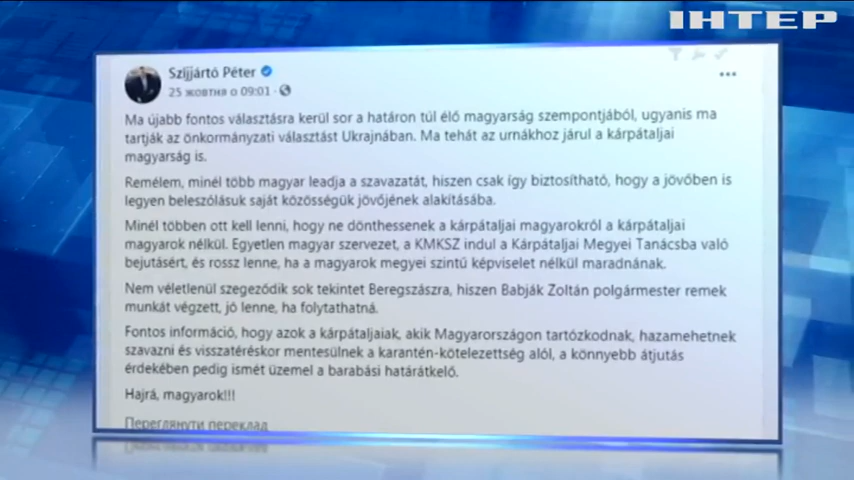 ІНТЕР
Szijjártó Péter
25 жовтня о 09:01 ·
Ma újabb fontos választásra kerül sor a határon túl élő magyarság szempontjából, ugyanis ma
tartják az önkormányzati választást Ukrajnában. Ma tehát az urnákhoz járul a kárpátaljai
magyarság is.
Remélem, minél több magyar leadja a szavazatát, hiszen csak így biztosítható, hogy a jövőben is
legyen beleszólásuk saját közösségük jövőjének alakításába.
Minél többen ott kell lenni, hogy ne dönthessenek a kárpátaljai magyarokról a kárpátaljai
magyarok nélkül. Egyetlen magyar szervezet, a KMKSZ indul a Kárpátaljai Megyei Tanácsba való
bejutásért, és rossz lenne, ha a magyarok megyei szintű képviselet nélkül maradnának.
Nem véletlenül szegeződik sok tekintet Beregszászra, hiszen Babják Zoltán polgármester remek
munkát végzett, jó lenne, ha folytathatná.
Fontos információ, hogy azok a kárpátaljaiak, akik Magyarországon tartózkodnak, hazamehetnek
szavazni és visszatéréskor mentesülnek a karantén-kötelezettség alól, a könnyebb átjutás
érdekében pedig ismét üzemel a barabási határátkelő.
Hajrá, magyarok!!!
Переглянути переклад